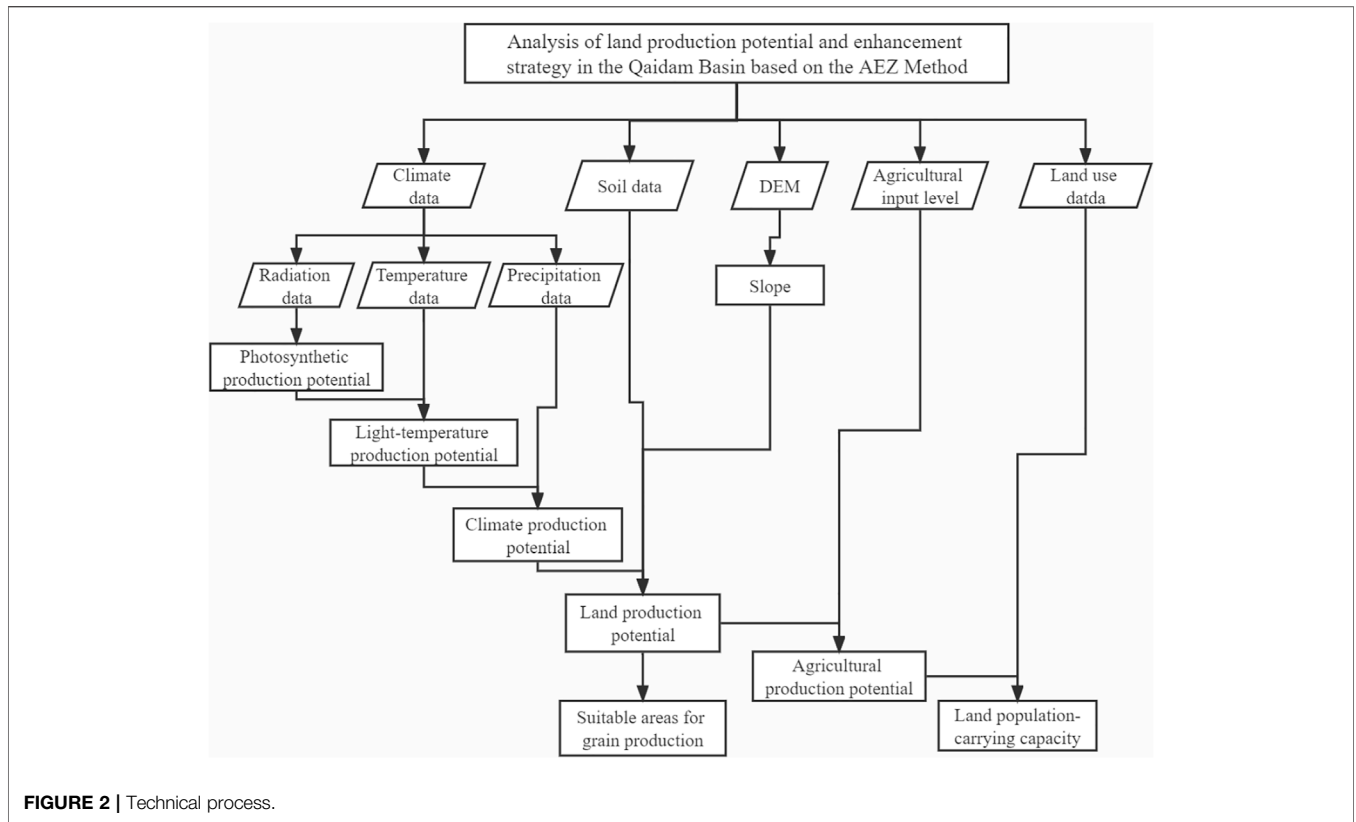 Analysis of land production potential and enhancement
strategy in the Qaidam Basin based on the AEZ Method
Climate
data
Soil data
DEM
Agricultural
input level
Land use
datda
Radiation
data
Temperature
data
Precipitation
data
Slope
Photosynthetic
production potential
Light-temperature
production potential
Climate production
potential
Land production
potential
Agricultural
production potential
Suitable areas for
grain production
Land population-
carrying capacity
FIGURE 2 | Technical process.